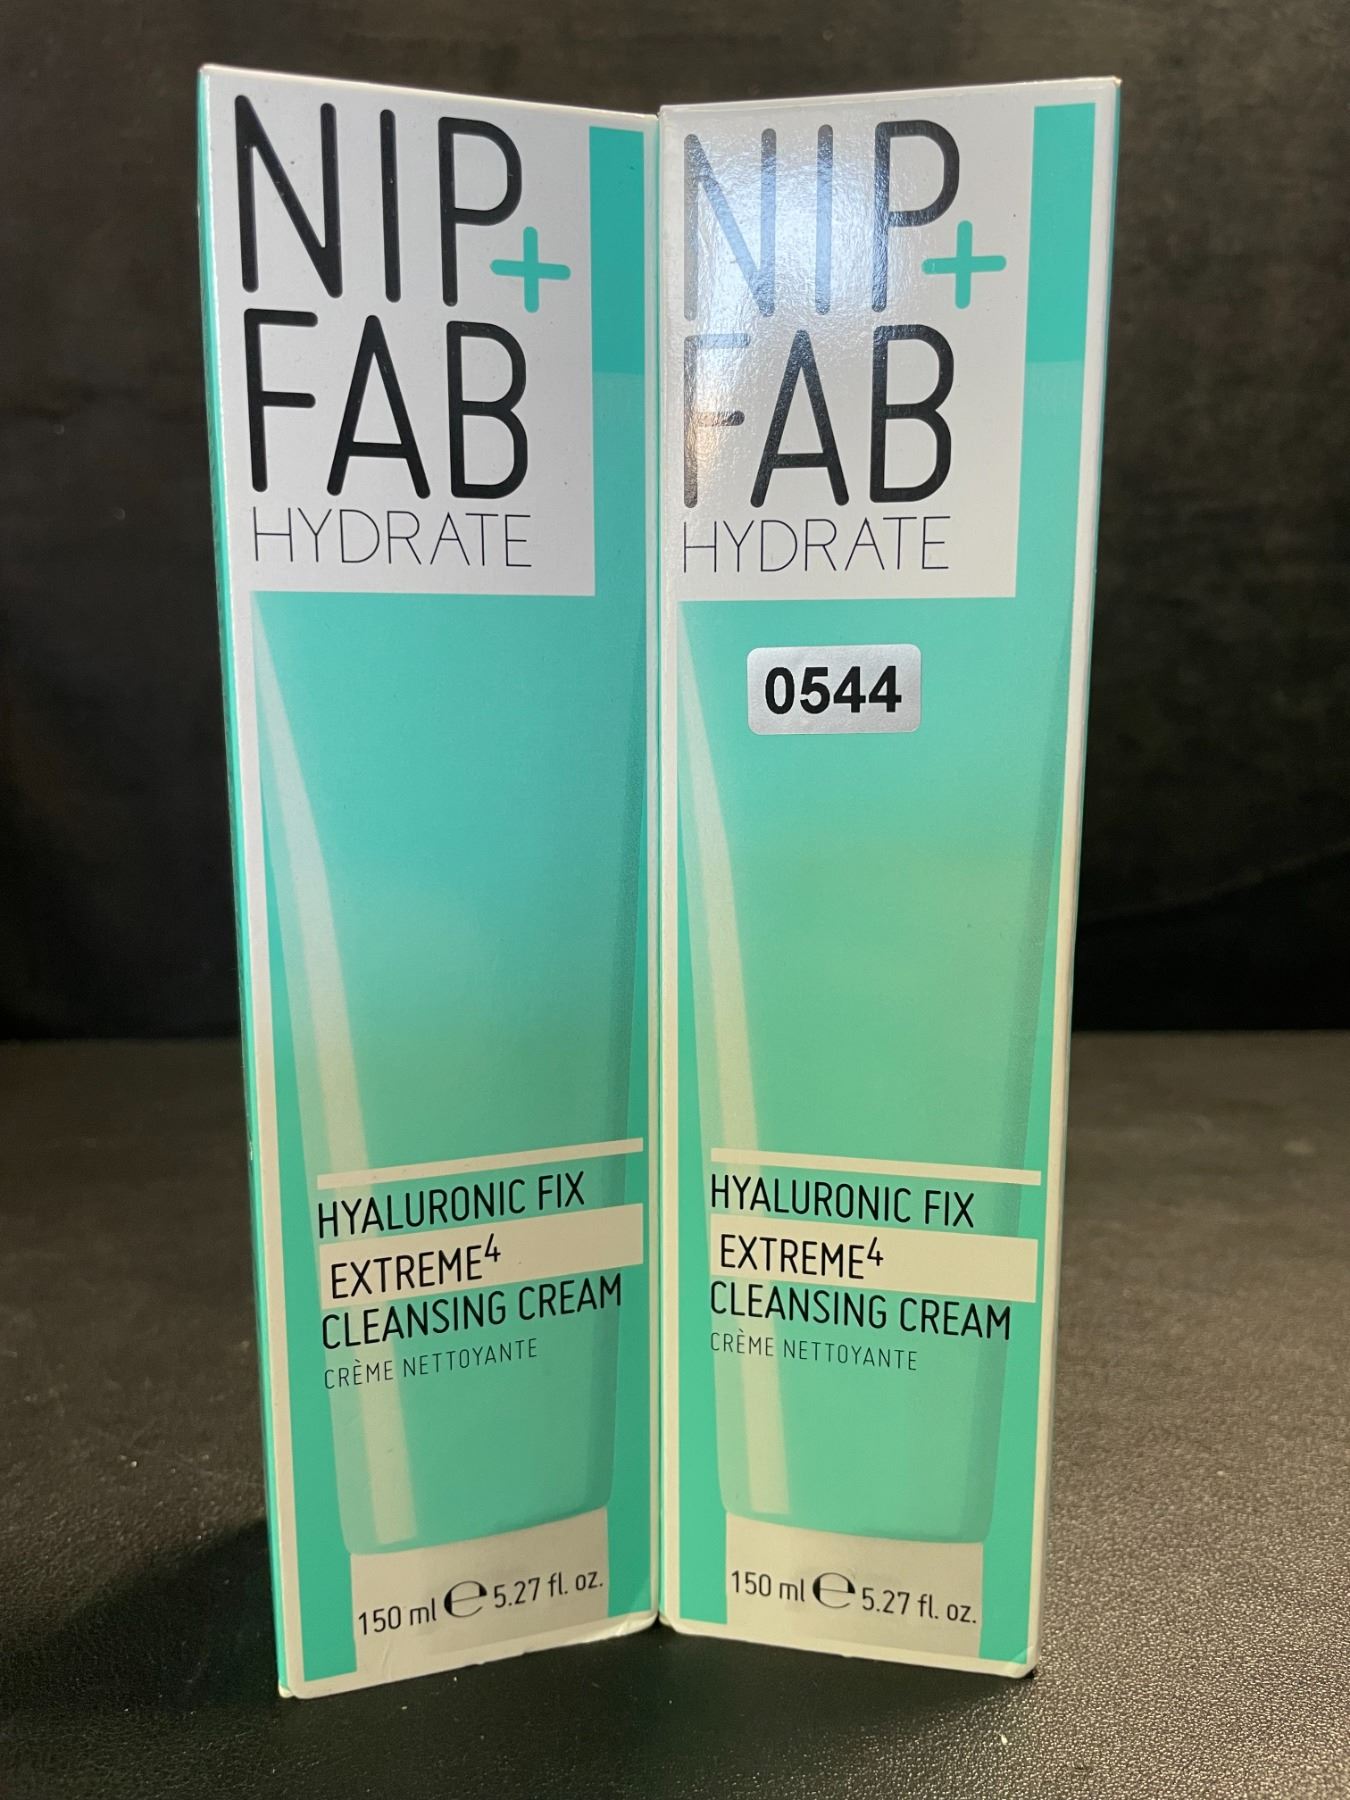 NIP+
FAB
HYDRATE
HYALURONIC FIX
EXTREME⁴
CLEANSING CREAM
CRÈME NETTOYANTE
150 ml ℮ 5.27 fl. oz.
NIP+
FAB
HYDRATE
0544
HYALURONIC FIX
EXTREME⁴
CLEANSING CREAM
CRÈME NETTOYANTE
150 ml ℮ 5.27 fl. oz.